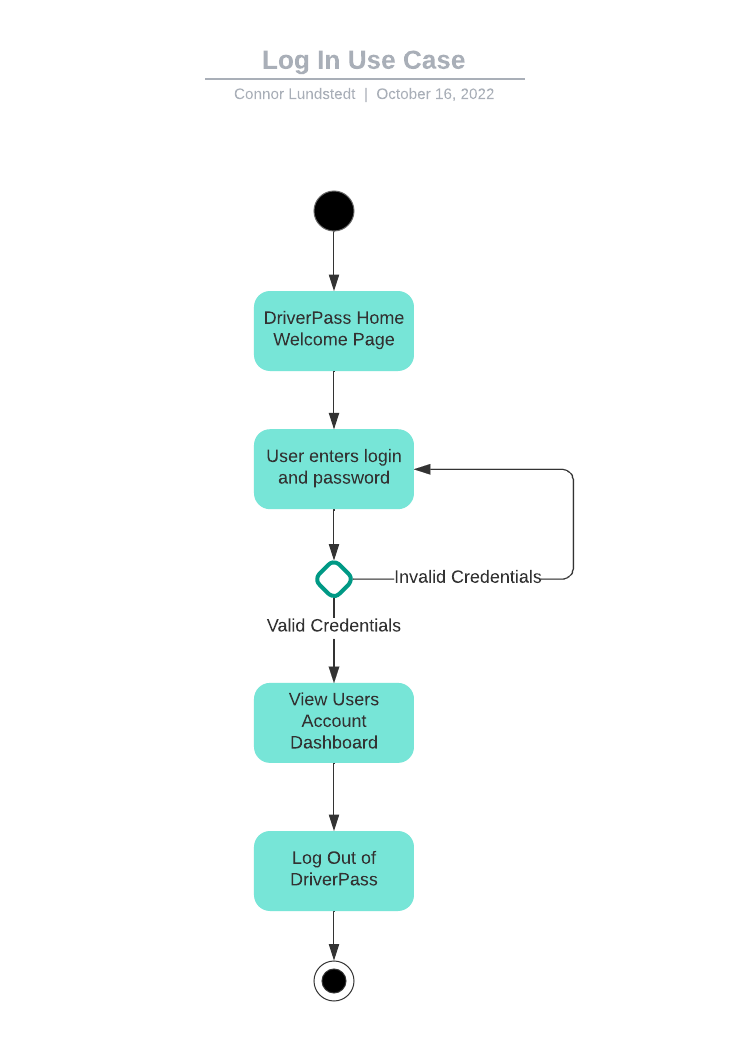 Log In Use Case
Connor Lundstedt | October 16, 2022
DriverPass Home
Welcome Page
User enters login
and password
Invalid Credentials
Valid Credentials
View Users
Account
Dashboard
Log Out of
DriverPass